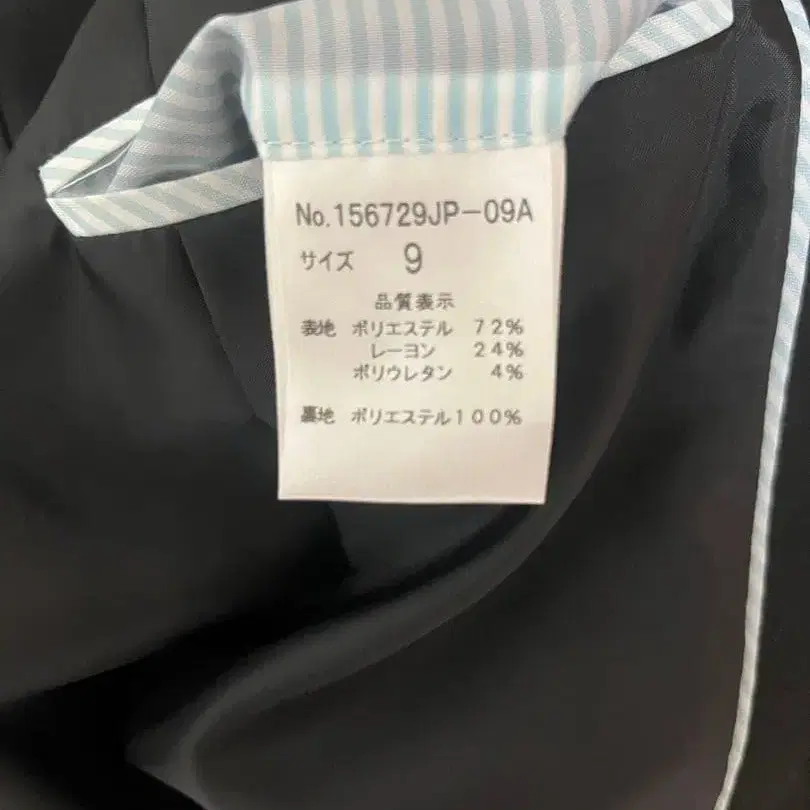 No.156729JP-09A
サイズ 9
品質表示
表地 ポリエステル 72%
レーヨン 24%
ポリウレタン 4%
裏地 ポリエステル100%